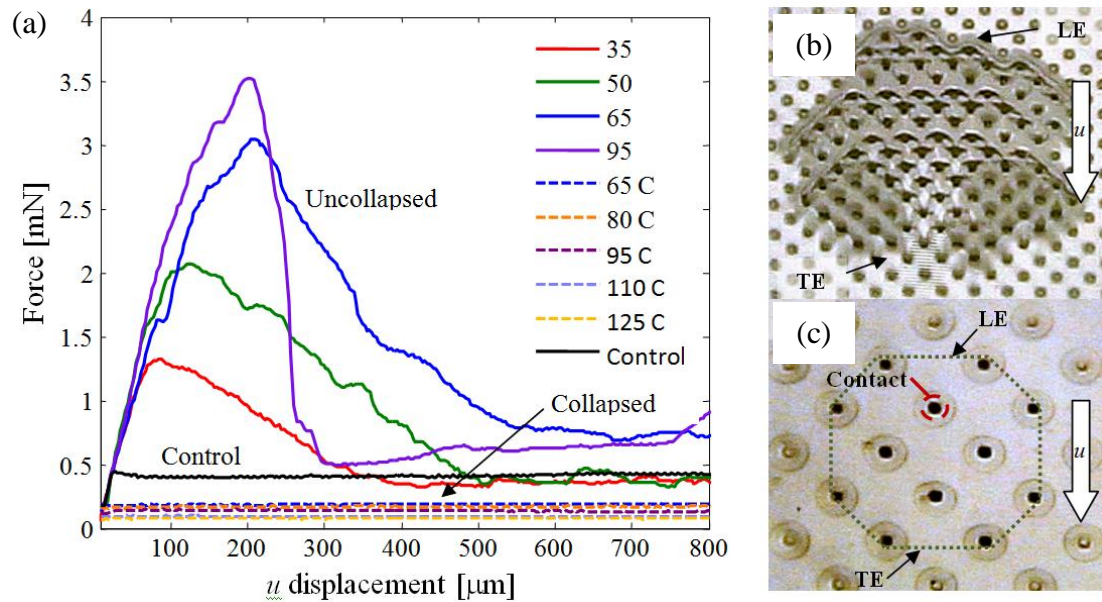 (a)
Force [mN]
4
3.5
3
2.5
2
1.5
1
0.5
0
100 200 300 400 500 600 700 800
u displacement [μm]
Uncollapsed
Control
Collapsed
35
50
65
95
65 C
80 C
95 C
110 C
125 C
Control
(b)
LE
u
TE
(c)
LE
Contact
u
TE